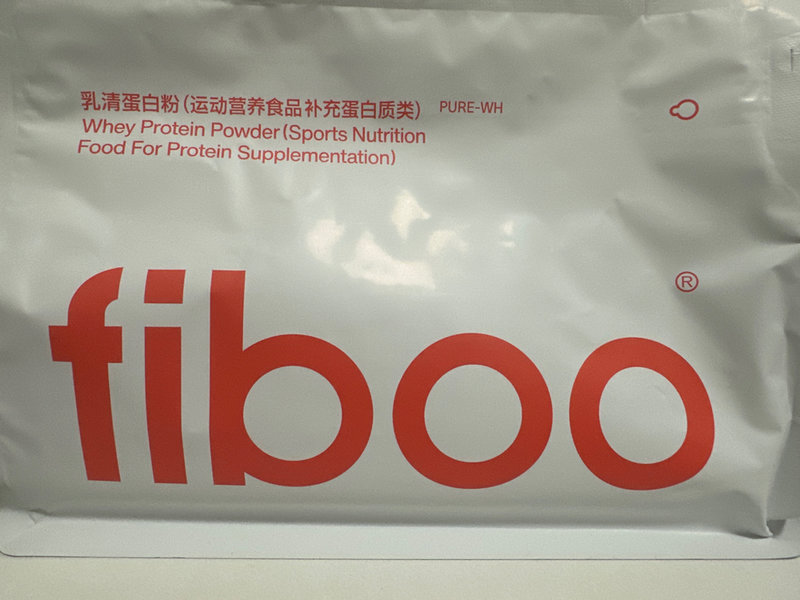 乳清蛋白粉(运动营养食品补充蛋白质类) PURE-WH
Whey Protein Powder(Sports Nutrition
Food For Protein Supplementation)
fiboo®